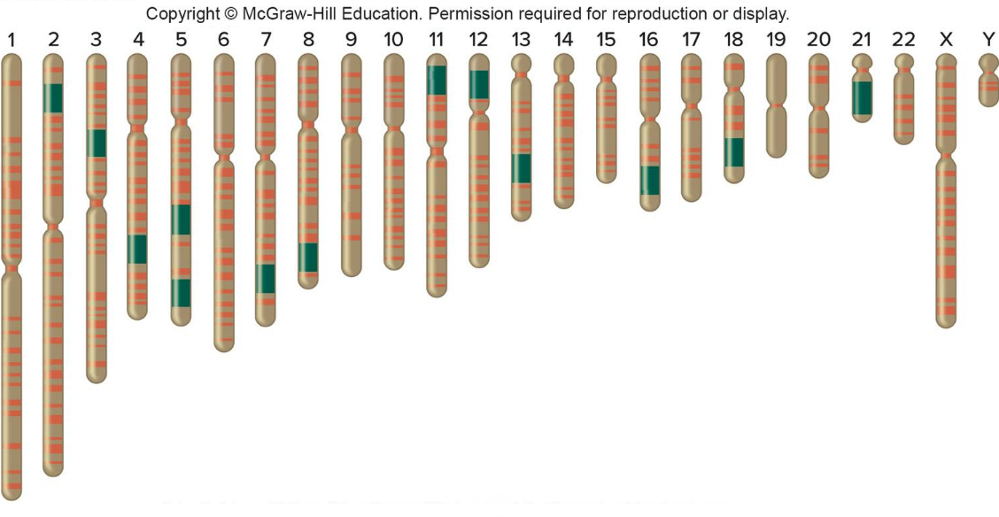 Copyright © McGraw-Hill Education. Permission required for reproduction or display.
1 2 3 4 5 6 7 8 9 10 11 12 13 14 15 16 17 18 19 20 21 22 X Y